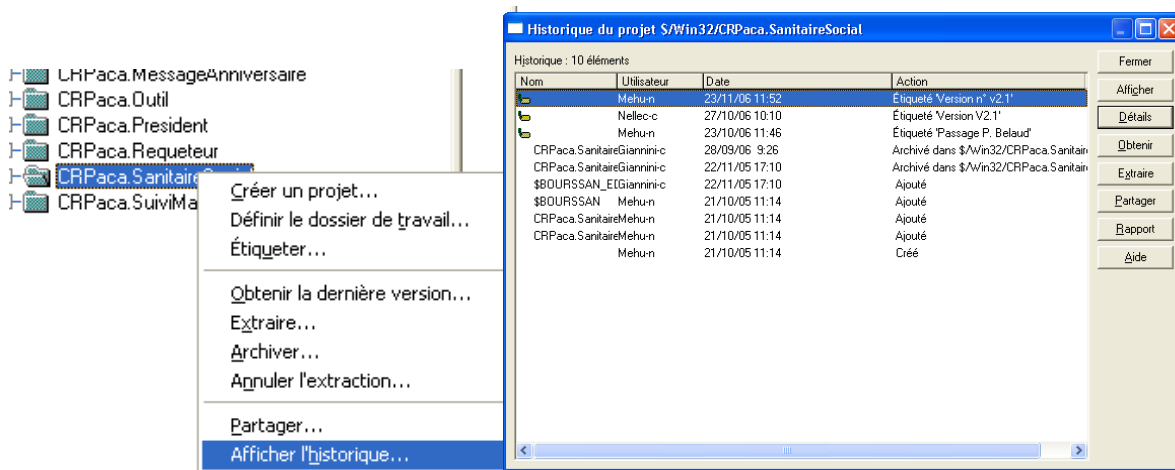 CRPaca.MessageAnniversaire
CRPaca.Outil
CRPaca.President
CRPaca.Requeteur
CRPaca.SanitaireSocial
CRPaca.SuiviMa
Créer un projet...
Définir le dossier de travail...
Étiqueter...
Obtenir la dernière version...
Extraire...
Archiver...
Annuler l'extraction...
Partager...
Afficher l'historique...
Historique du projet $/Win32/CRPaca.SanitaireSocial
Historique : 10 éléments
Nom Utilisateur Date Action
Mehu-n 23/11/06 11:52 Étiqueté 'Version n° v2.1'
Nellec-c 27/10/06 10:10 Étiqueté 'Version V2.1'
Mehu-n 23/10/06 11:46 Étiqueté 'Passage P. Belaud'
CRPaca.Sanitaire Giannini-c 28/09/06 9:26 Archivé dans $/Win32/CRPaca.Sanitair
CRPaca.Sanitaire Giannini-c 22/11/05 17:10 Archivé dans $/Win32/CRPaca.Sanitair
$BOURSSAN_E Giannini-c 22/11/05 17:10 Ajouté
$BOURSSAN Mehu-n 21/10/05 11:14 Ajouté
CRPaca.Sanitaire Mehu-n 21/10/05 11:14 Ajouté
CRPaca.Sanitaire Mehu-n 21/10/05 11:14 Ajouté
Mehu-n 21/10/05 11:14 Créé
Fermer
Afficher
Détails
Obtenir
Extraire
Partager
Rapport
Aide